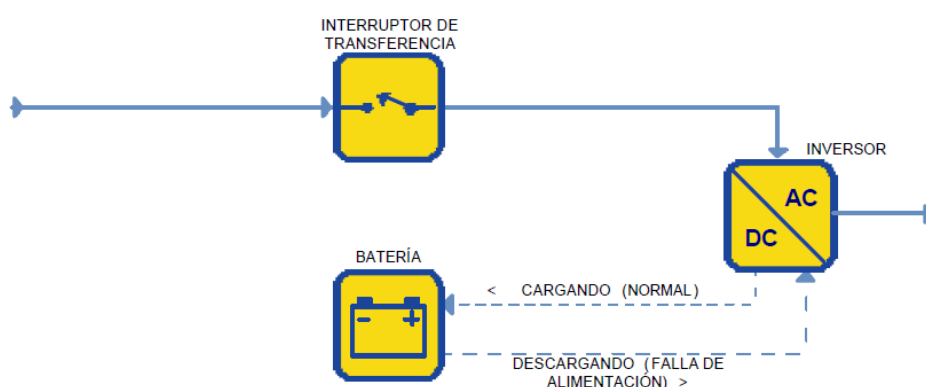 INTERRUPTOR DE
TRANSFERENCIA
INVERSOR
AC
DC
BATERÍA
- +
< CARGANDO (NORMAL)
DESCARGANDO (FALLA DE
ALIMENTACIÓN) >